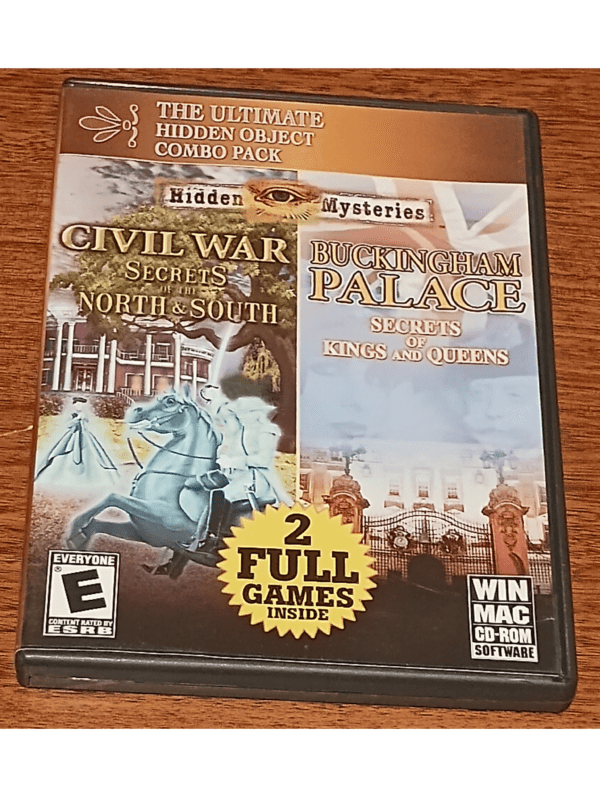 THE ULTIMATE
HIDDEN OBJECT
COMBO PACK
Hidden Mysteries
CIVIL WAR
SECRETS
OF THE
NORTH & SOUTH
BUCKINGHAM
PALACE
SECRETS
OF
KINGS AND QUEENS
2
FULL
GAMES
INSIDE
EVERYONE
E
®
CONTENT RATED BY
ESRB
WIN
MAC
CD-ROM
SOFTWARE